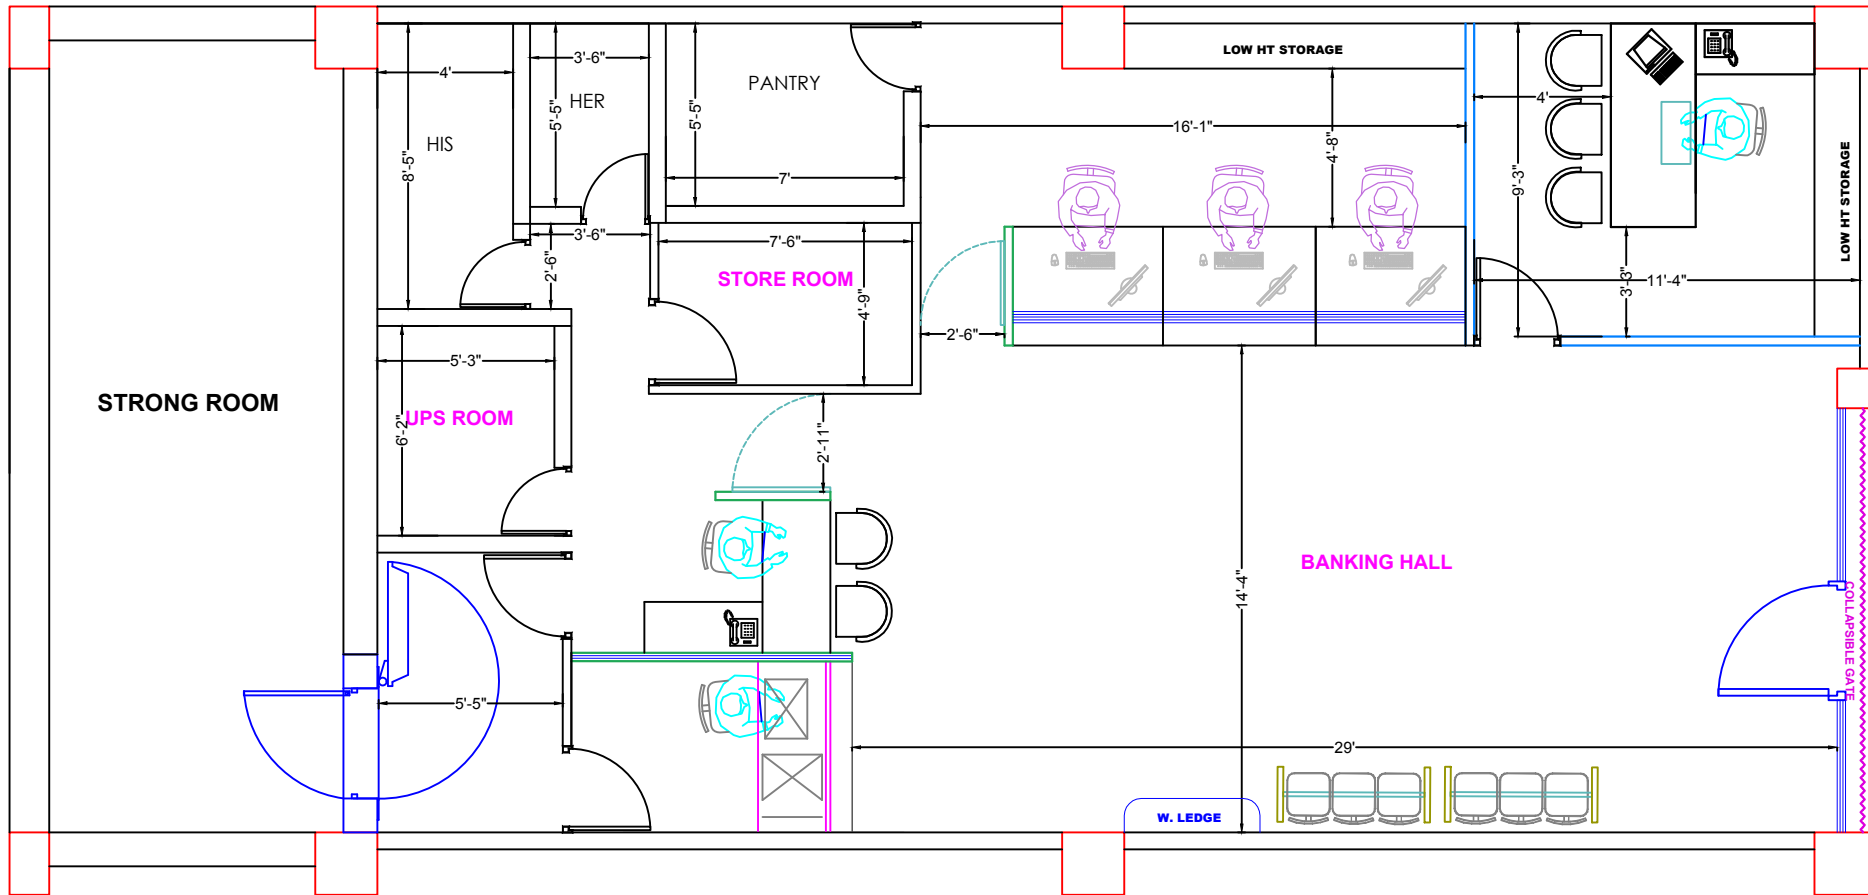 LOW HT STORAGE
3'-6"
4'
PANTRY
HER
5'-5"
5'-5"
4'
16'-1"
HIS
4'-8"
8'-5"
7'
9'-3"
LOW HT STORAGE
3'-6"
7'-6"
2'-6"
STORE ROOM
3'-3"
11'-4"
4'-9"
2'-6"
5'-3"
STRONG ROOM
UPS ROOM
6'-2"
2'-11"
BANKING HALL
14'-4"
COLLAPSIBLE GATE
5'-5"
29'
W. LEDGE